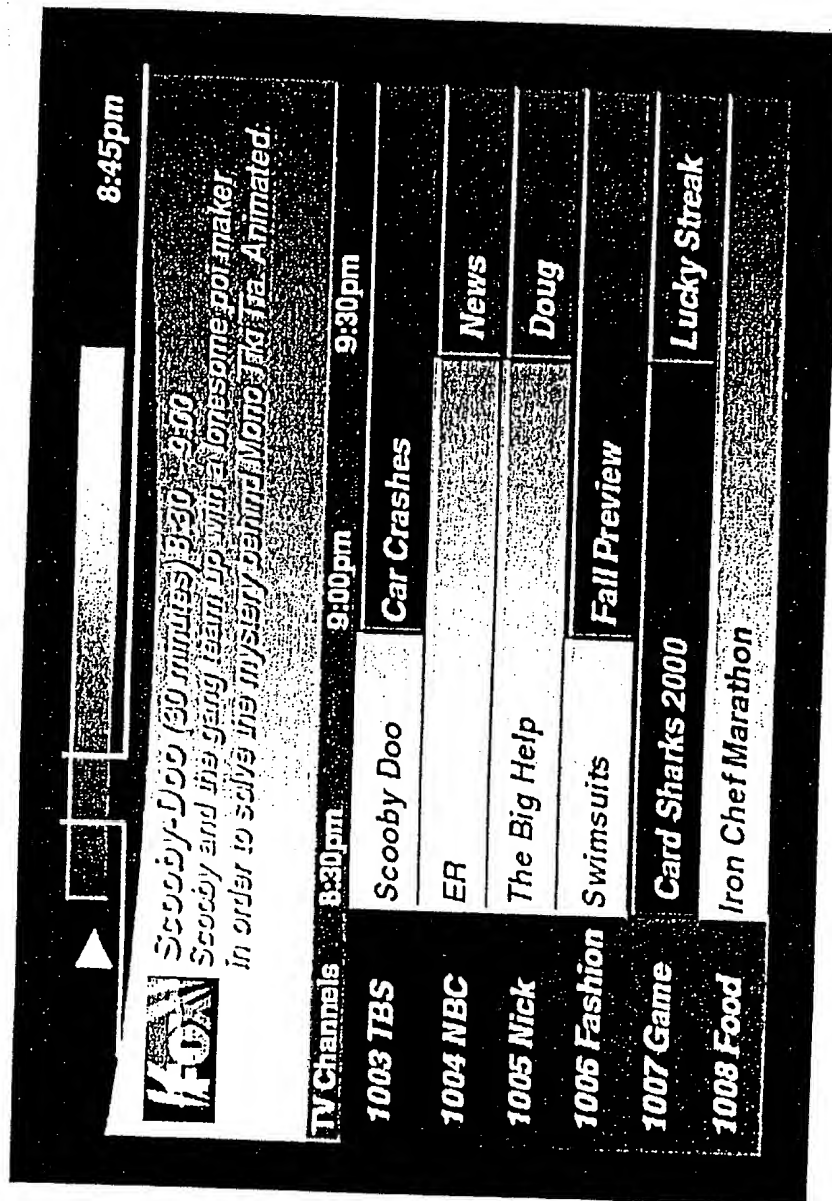 8:45pm
FOX
Scooby-Doo (30 minutes) 8:30 - 9:00
Scooby and the gang team up with a lonesome poi maker
in order to solve the mystery behind Mono Tiki Tia. Animated.
TV Channels 8:30pm 9:00pm 9:30pm
1003 TBS Scooby Doo Car Crashes
1004 NBC ER News
1005 Nick The Big Help Doug
1006 Fashion Swimsuits Fall Preview
1007 Game Card Sharks 2000 Lucky Streak
1008 Food Iron Chef Marathon